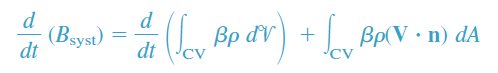 d/dt (B_syst) = d/dt (∫_CV βρ dV) + ∫_CV βρ(V · n) dA